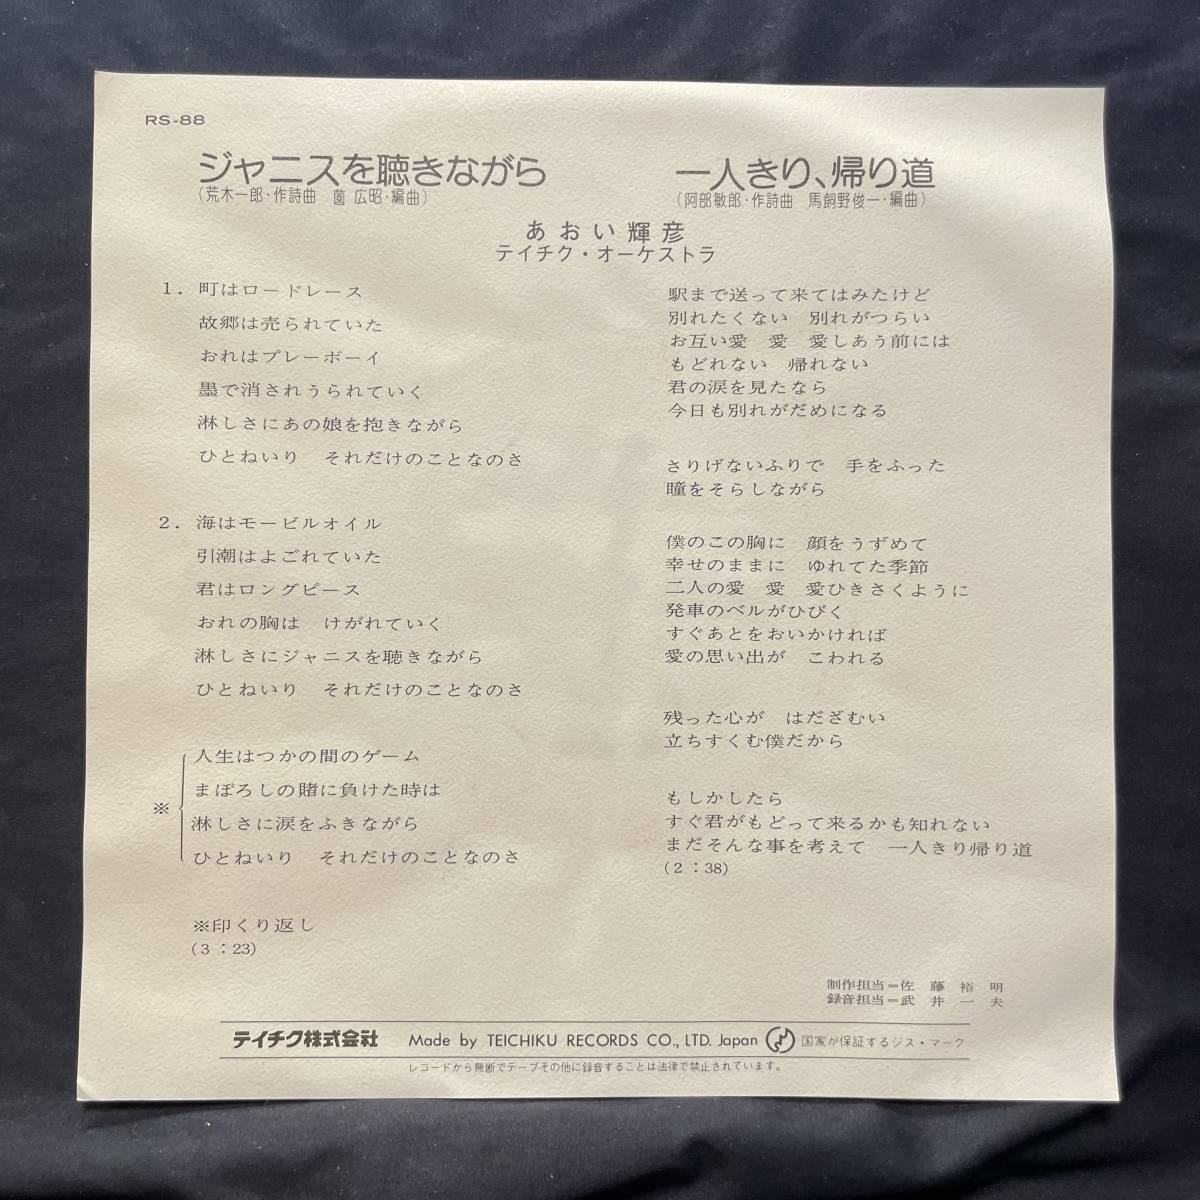 RS-88
ジャニスを聴きながら
(荒木一郎・作詩曲 薗 広昭・編曲)
一人きり、帰り道
(阿部敏郎・作詩曲 馬飼野俊一・編曲)
あおい輝彦
テイチク・オーケストラ
1. 町はロードレース
故郷は売られていた
おれはプレーボーイ
墨で消されうられていく
淋しさにあの娘を抱きながら
ひとねいり それだけのことなのさ
2. 海はモービルオイル
引潮はよごれていた
君はロングピース
おれの胸は けがれていく
淋しさにジャニスを聴きながら
ひとねいり それだけのことなのさ
※ 人生はつかの間のゲーム
まぼろしの賭に負けた時は
淋しさに涙をふきながら
ひとねいり それだけのことなのさ
※印くり返し
(3:23)
駅まで送って来てはみたけど
別れたくない 別れがつらい
お互い愛 愛 愛しあう前には
もどれない 帰れない
君の涙を見たなら
今日も別れがだめになる
さりげないふりで 手をふった
瞳をそらしながら
僕のこの胸に 顔をうずめて
幸せのままに ゆれてた季節
二人の愛 愛 愛ひきさくように
発車のベルがひびく
すぐあとをおいかければ
愛の思い出が こわれる
残った心が はだざむい
立ちすくむ僕だから
もしかしたら
すぐ君がもどって来るかも知れない
まだそんな事を考えて 一人きり帰り道
(2:38)
制作担当=佐藤裕明
録音担当=武井一夫
テイチク株式会社 Made by TEICHIKU RECORDS CO., LTD. Japan 国家が保証するジス・マーク
レコードから無断でテープその他に録音することは法律で禁止されています。